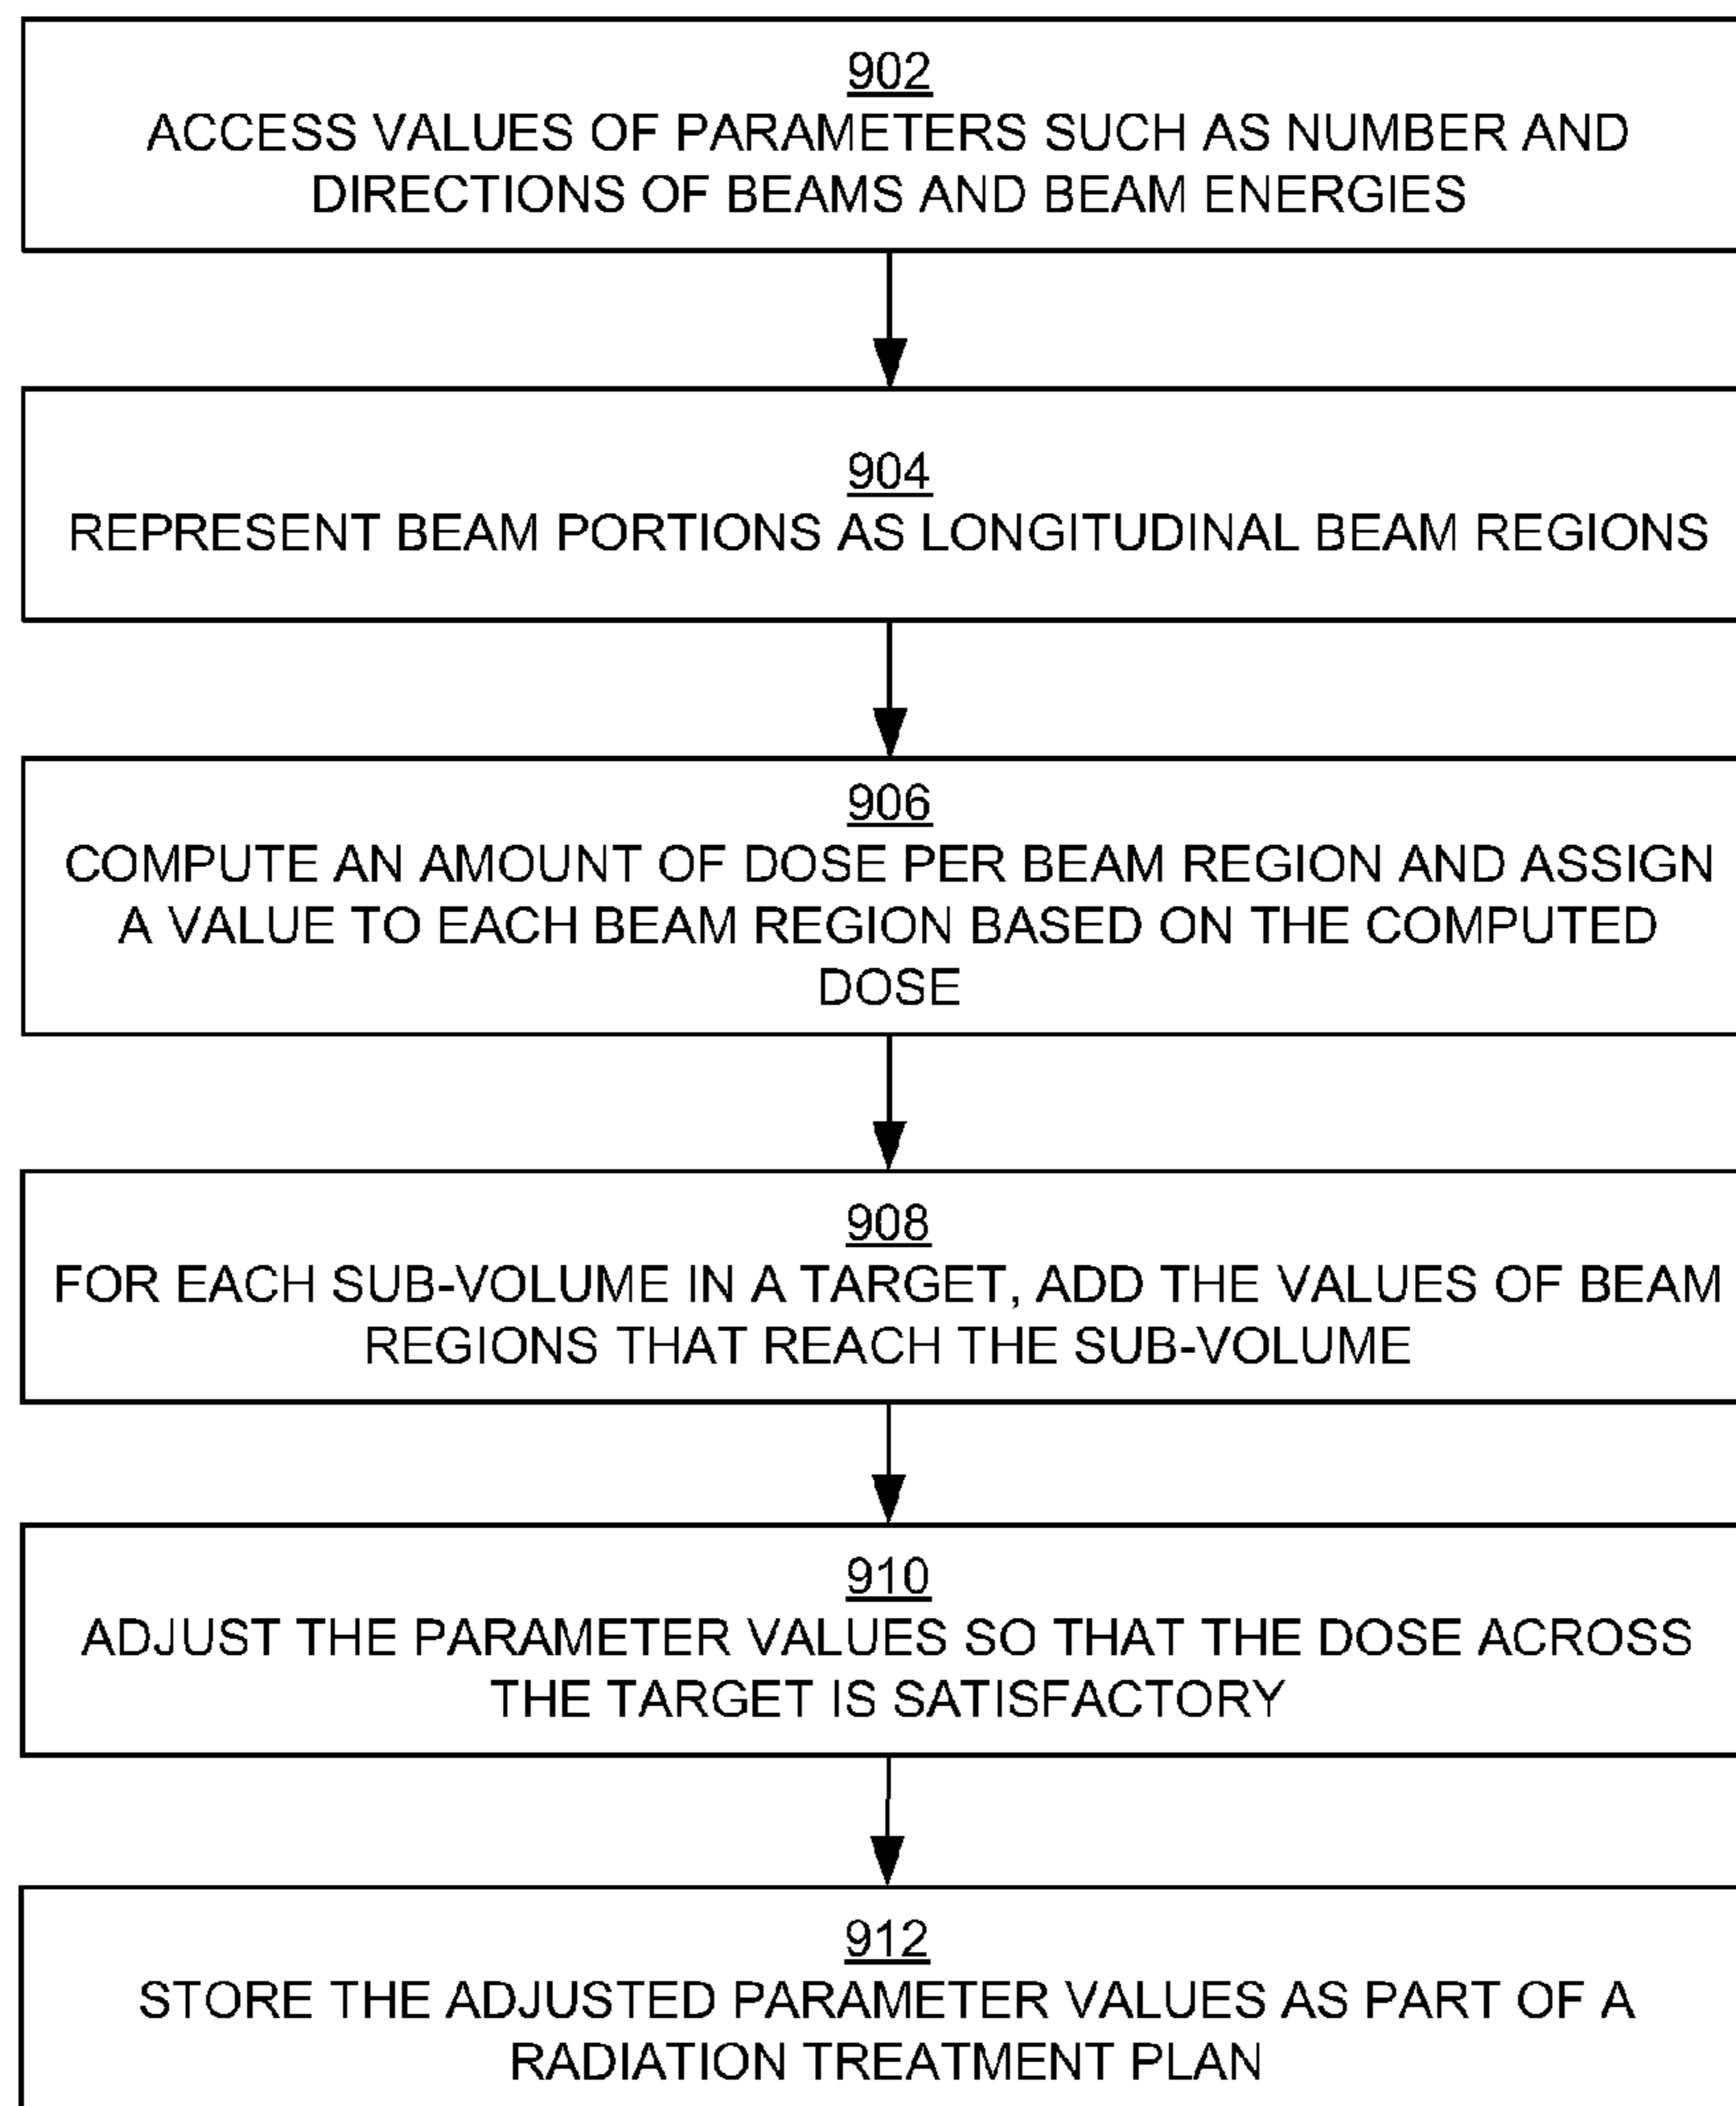 902
ACCESS VALUES OF PARAMETERS SUCH AS NUMBER AND
DIRECTIONS OF BEAMS AND BEAM ENERGIES
904
REPRESENT BEAM PORTIONS AS LONGITUDINAL BEAM REGIONS
906
COMPUTE AN AMOUNT OF DOSE PER BEAM REGION AND ASSIGN
A VALUE TO EACH BEAM REGION BASED ON THE COMPUTED
DOSE
908
FOR EACH SUB-VOLUME IN A TARGET, ADD THE VALUES OF BEAM
REGIONS THAT REACH THE SUB-VOLUME
910
ADJUST THE PARAMETER VALUES SO THAT THE DOSE ACROSS
THE TARGET IS SATISFACTORY
912
STORE THE ADJUSTED PARAMETER VALUES AS PART OF A
RADIATION TREATMENT PLAN